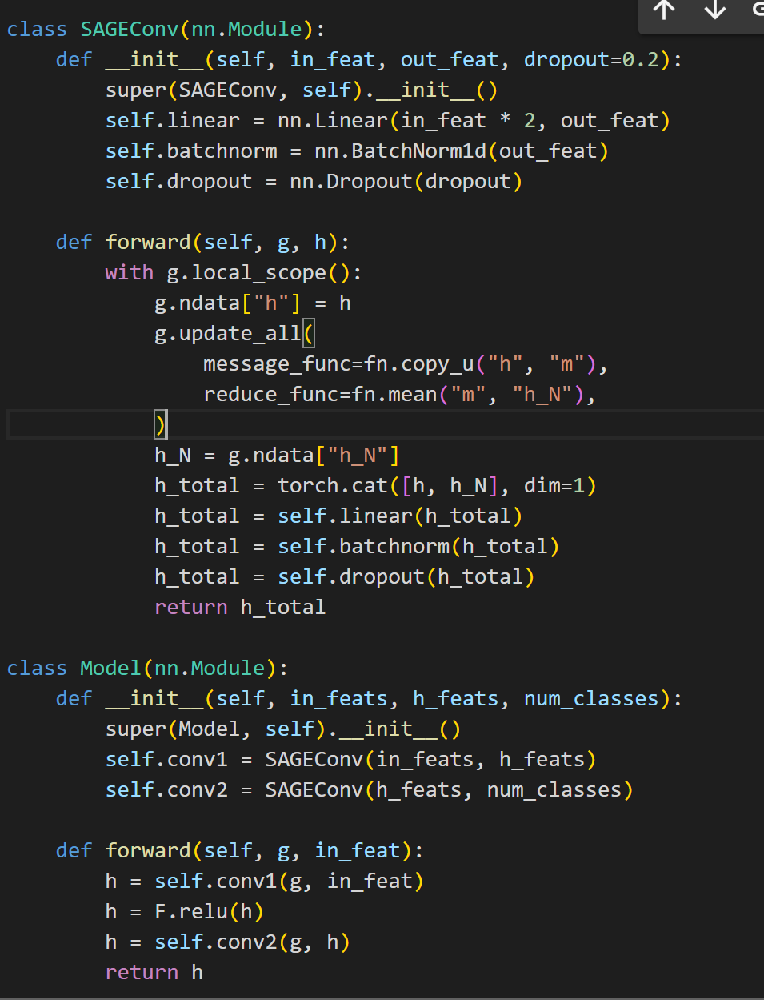 class SAGEConv(nn.Module):
    def __init__(self, in_feat, out_feat, dropout=0.2):
        super(SAGEConv, self).__init__()
        self.linear = nn.Linear(in_feat * 2, out_feat)
        self.batchnorm = nn.BatchNorm1d(out_feat)
        self.dropout = nn.Dropout(dropout)

    def forward(self, g, h):
        with g.local_scope():
            g.ndata["h"] = h
            g.update_all(
                message_func=fn.copy_u("h", "m"),
                reduce_func=fn.mean("m", "h_N"),
            )
            h_N = g.ndata["h_N"]
            h_total = torch.cat([h, h_N], dim=1)
            h_total = self.linear(h_total)
            h_total = self.batchnorm(h_total)
            h_total = self.dropout(h_total)
            return h_total

class Model(nn.Module):
    def __init__(self, in_feats, h_feats, num_classes):
        super(Model, self).__init__()
        self.conv1 = SAGEConv(in_feats, h_feats)
        self.conv2 = SAGEConv(h_feats, num_classes)

    def forward(self, g, in_feat):
        h = self.conv1(g, in_feat)
        h = F.relu(h)
        h = self.conv2(g, h)
        return h